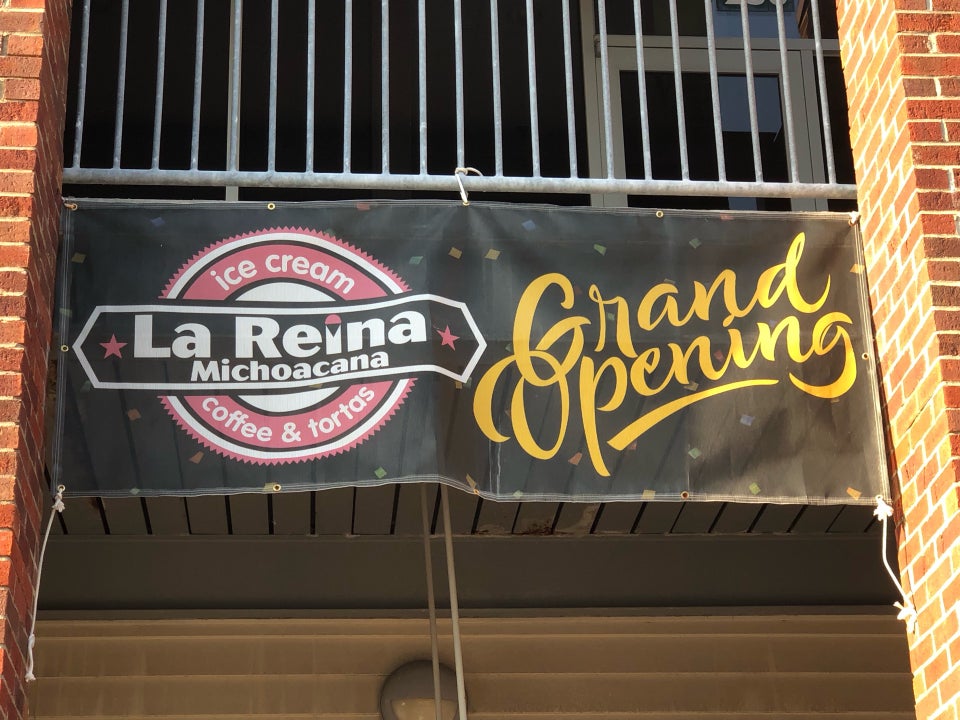 ice cream
La Reina
Michoacana
coffee & tortas
Grand
Opening